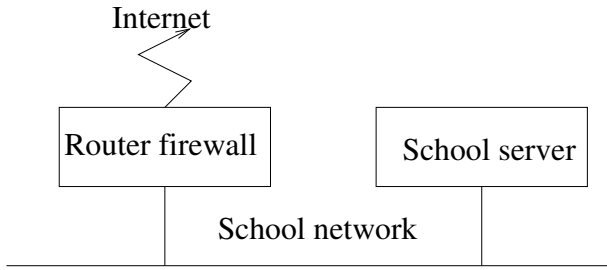 Internet
Router firewall
School server
School network